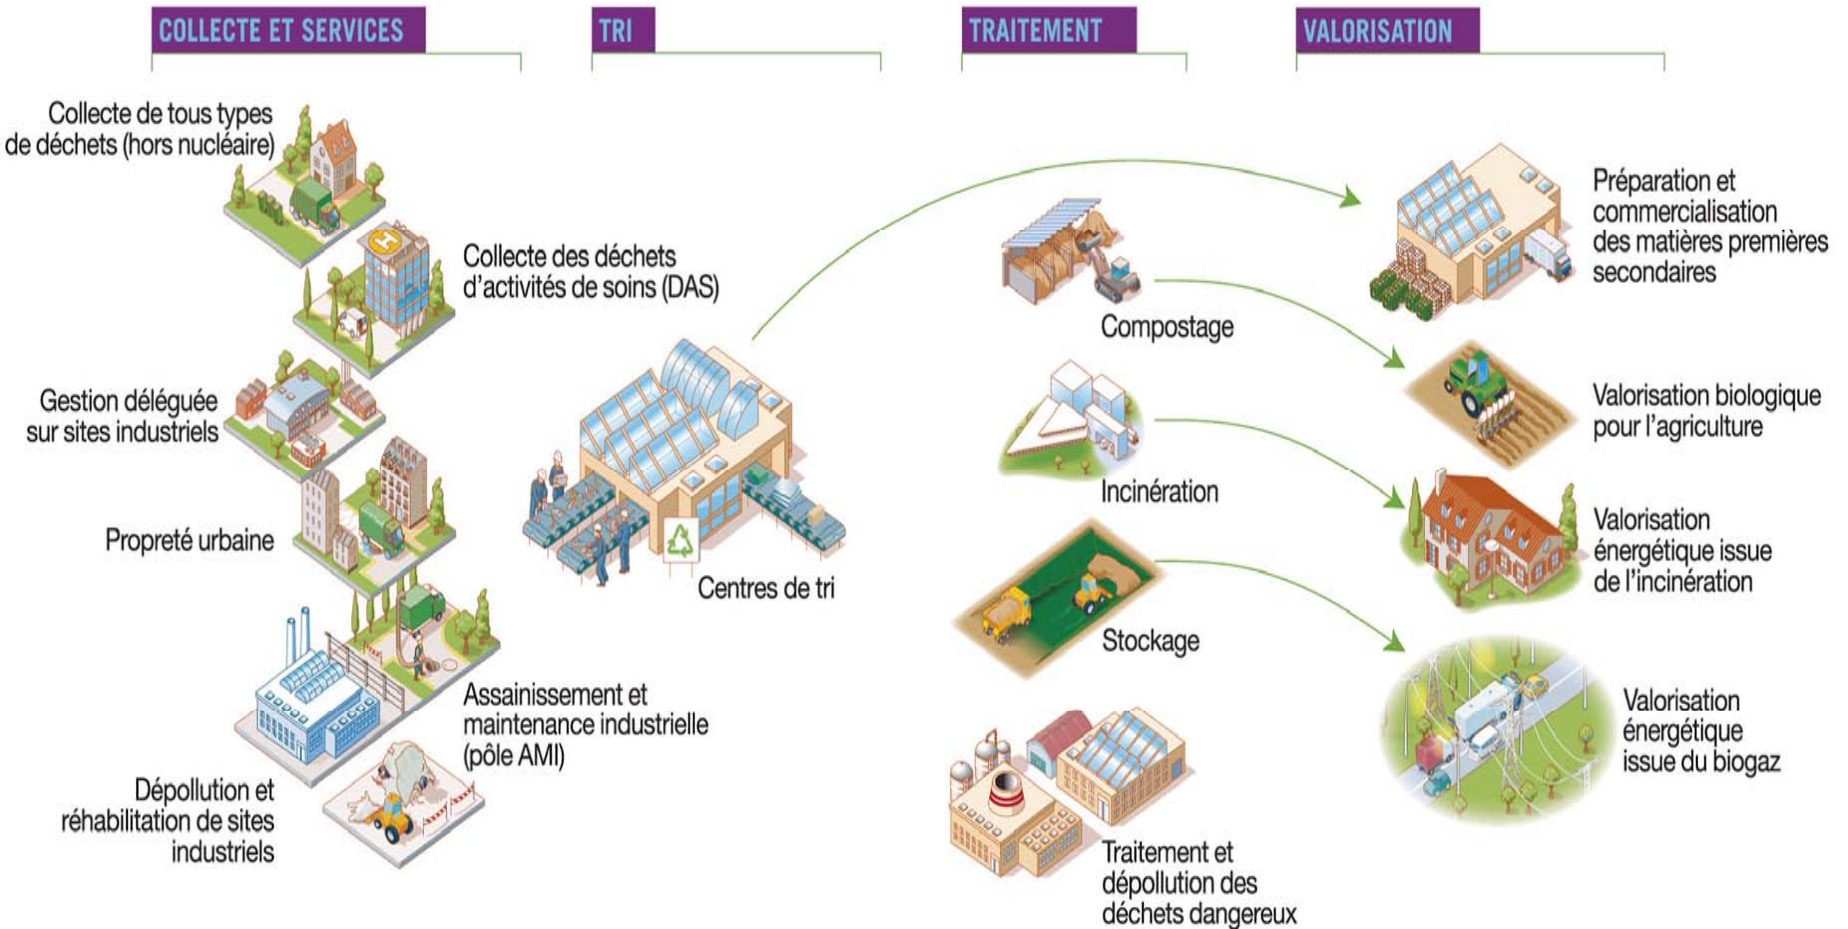 COLLECTE ET SERVICES
TRI
TRAITEMENT
VALORISATION
Collecte de tous types
de déchets (hors nucléaire)
Collecte des déchets
d'activités de soins (DAS)
Gestion déléguée
sur sites industriels
Propreté urbaine
Assainissement et
maintenance industrielle
(pôle AMI)
Dépollution et
réhabilitation de sites
industriels
Centres de tri
Compostage
Incinération
Stockage
Traitement et
dépollution des
déchets dangereux
Préparation et
commercialisation
des matières premières
secondaires
Valorisation biologique
pour l'agriculture
Valorisation
énergétique issue
de l'incinération
Valorisation
énergétique
issue du biogaz
H